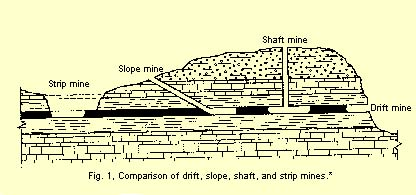 Shaft mine
Slope mine
Strip mine
Drift mine
Fig. 1, Comparison of drift, slope, shaft, and strip mines.*